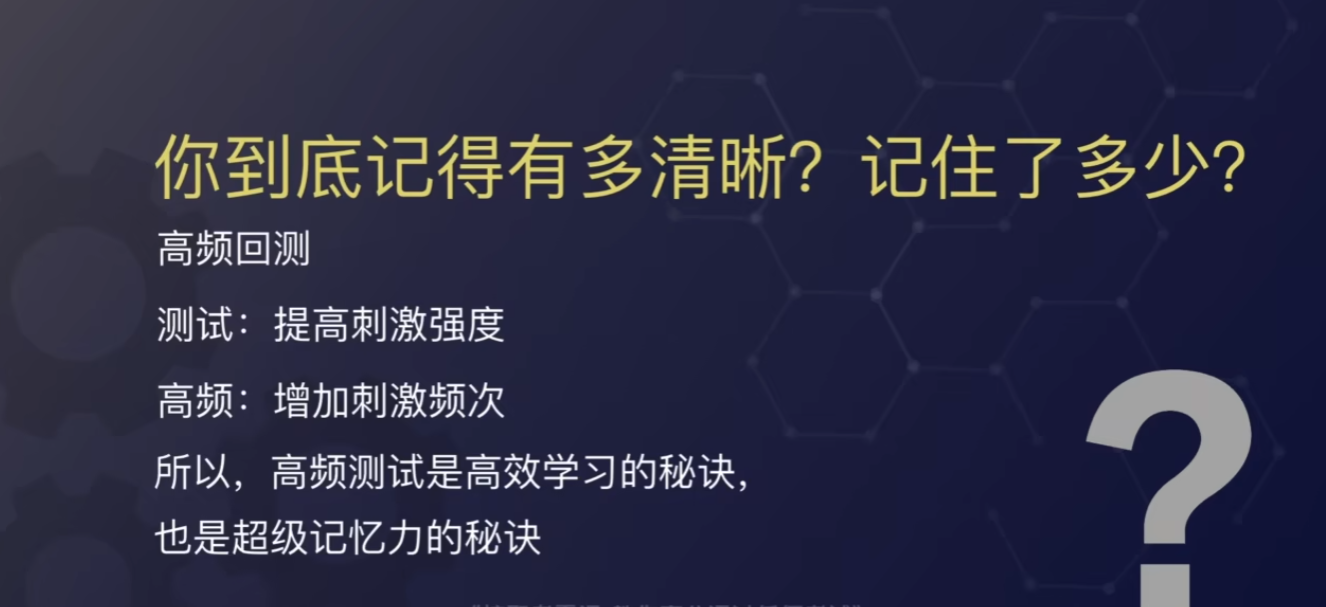 你到底记得有多清晰？记住了多少？
高频回测
测试：提高刺激强度
高频：增加刺激频次
所以，高频测试是高效学习的秘诀，
也是超级记忆力的秘诀
？